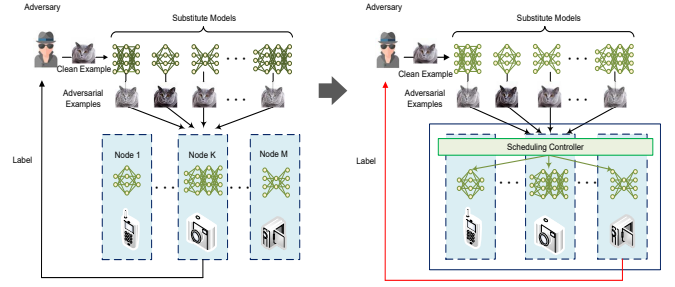 Adversary
Substitute Models
Clean Example
Adversarial
Examples
Label
Node 1
Node K
Node M
Adversary
Substitute Models
Clean Example
Adversarial
Examples
Label
Scheduling Controller